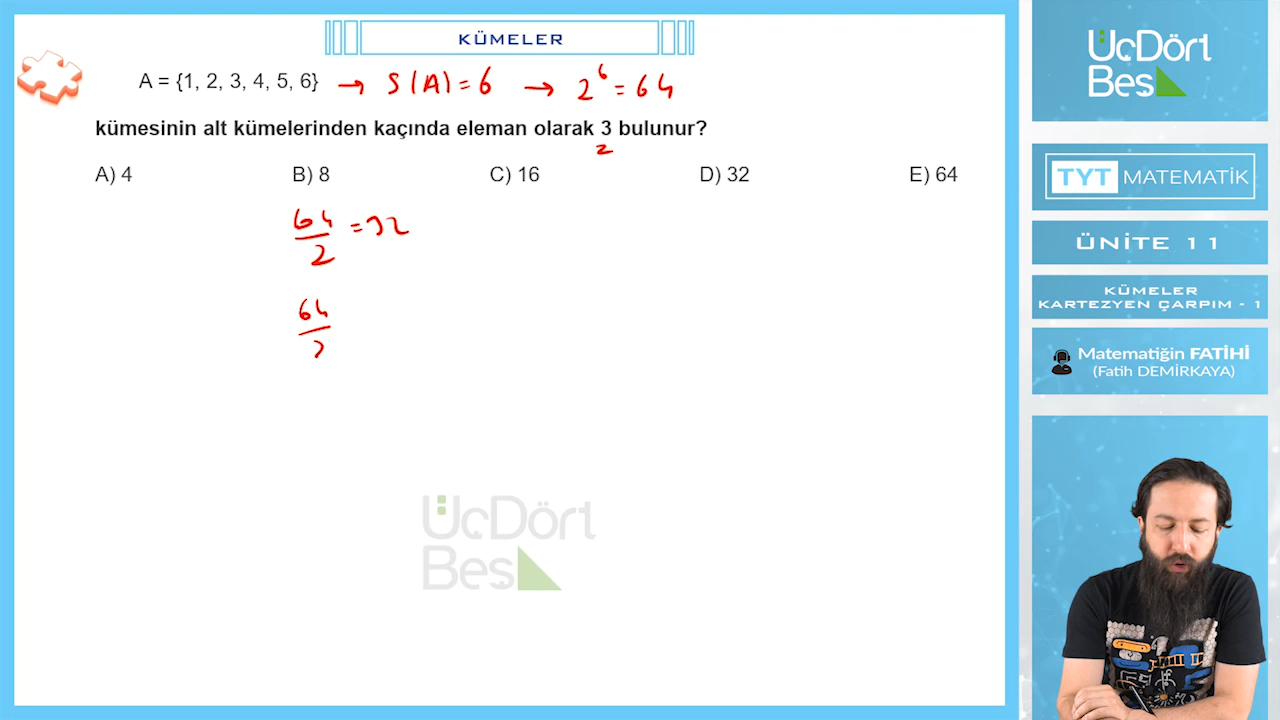 KÜMELER
A = {1, 2, 3, 4, 5, 6} → S(A) = 6 → 2⁶ = 64
kümesinin alt kümelerinden kaçında eleman olarak 3 bulunur?
A) 4 B) 8 C) 16 D) 32 E) 64
64/2 = 32
64
ÜçDört
Beş
ÜçDört
Beş
TYT MATEMATİK
ÜNİTE 11
KÜMELER
KARTEZYEN ÇARPIM - 1
Matematiğin FATİHİ
(Fatih DEMİRKAYA)